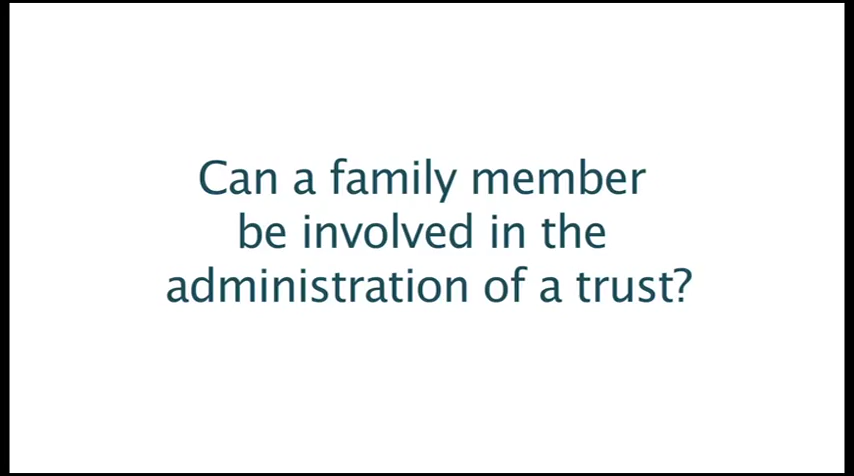 Can a family member
be involved in the
administration of a trust?